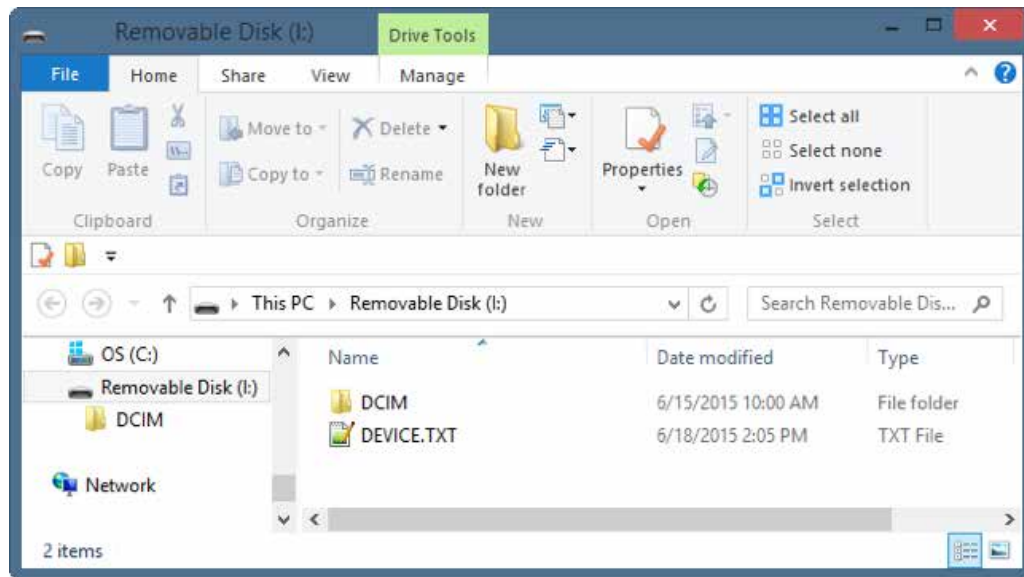 Removable Disk (I:) Drive Tools
File Home Share View Manage
Copy Paste Move to Copy to Delete Rename New folder Properties Select all Select none Invert selection
Clipboard Organize New Open Select
This PC Removable Disk (I:) Search Removable Dis...
OS (C:)
Removable Disk (I:)
DCIM
Network
Name Date modified Type
DCIM 6/15/2015 10:00 AM File folder
DEVICE.TXT 6/18/2015 2:05 PM TXT File
2 items